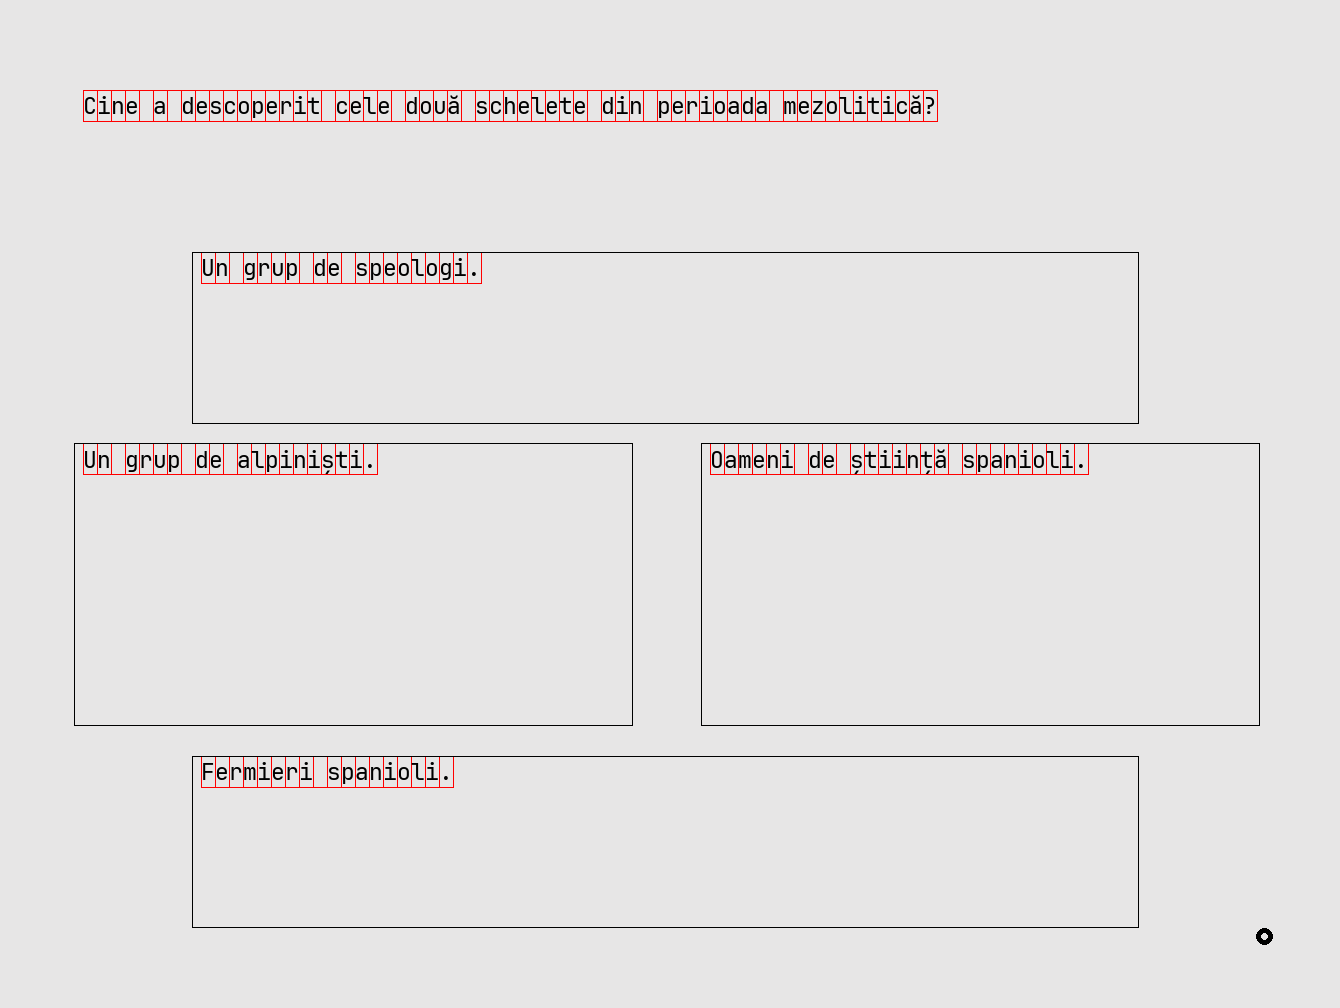 Cine a descoperit cele două schelete din perioada mezolitică?
Un grup de speologi.
Un grup de alpiniști.
Oameni de știință spanioli.
Fermieri spanioli.